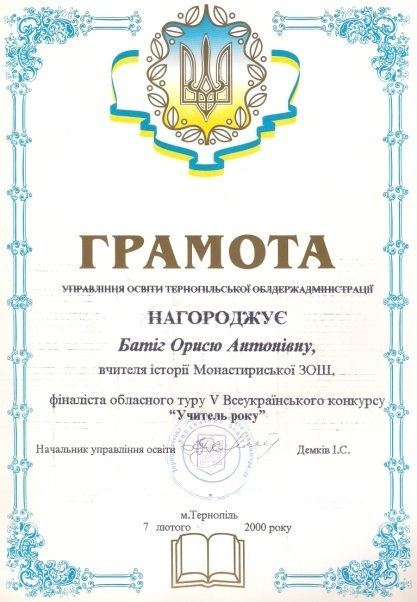 ГРАМОТА
УПРАВЛІННЯ ОСВІТИ ТЕРНОПІЛЬСЬКОЇ ОБЛДЕРЖАДМІНІСТРАЦІЇ
НАГОРОДЖУЄ
Батіг Орисю Антонівну,
вчителя історії Монастириської ЗОШ,
фіналіста обласного туру V Всеукраїнського конкурсу
“Учитель року”
Начальник управління освіти Демків І.С.
м.Тернопіль
7 лютого 2000 року